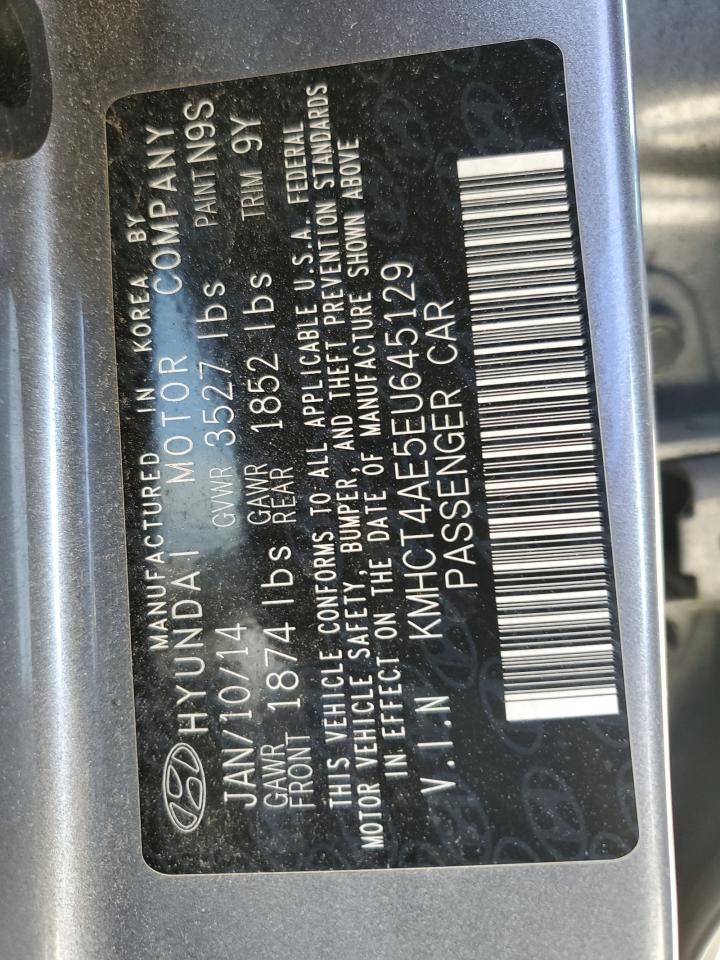 MANUFACTURED IN KOREA BY
HYUNDAI MOTOR COMPANY
JAN/10/14 GVWR 3527 lbs PAINT N9S
GAWR FRONT 1874 lbs GAWR REAR 1852 lbs TRIM 9Y
THIS VEHICLE CONFORMS TO ALL APPLICABLE U.S.A. FEDERAL
MOTOR VEHICLE SAFETY, BUMPER, AND THEFT PREVENTION STANDARDS
IN EFFECT ON THE DATE OF MANUFACTURE SHOWN ABOVE
V.I.N KMHCT4AE5EU645129
PASSENGER CAR